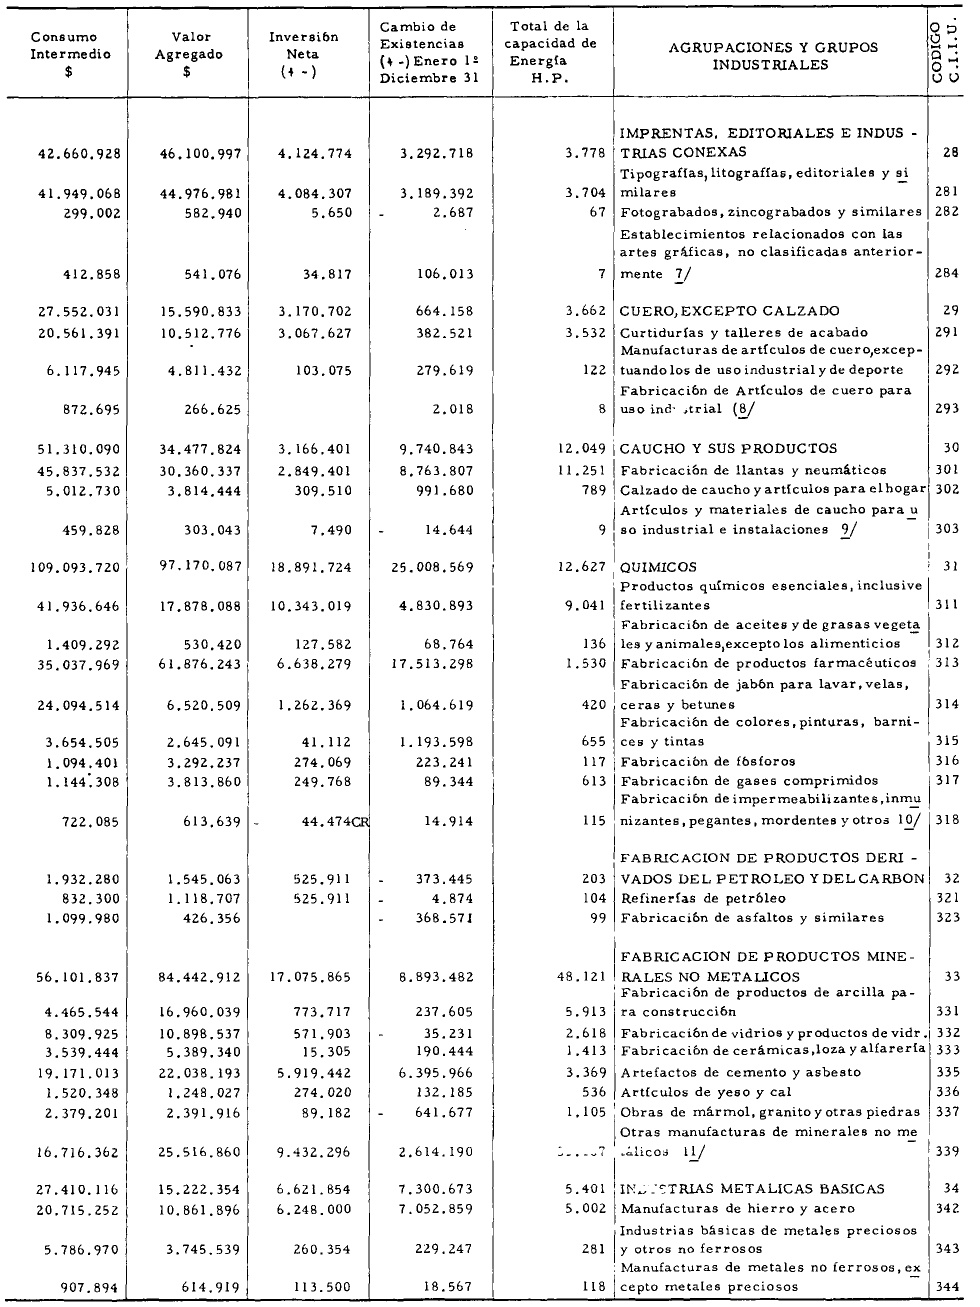 Consumo Intermedio $ Valor Agregado $ Inversión Neta (+ -) Cambio de Existencias (+ -) Enero 1º Diciembre 31 Total de la capacidad de Energía H.P. AGRUPACIONES Y GRUPOS INDUSTRIALES CODIGO C.I.I.U.
IMPRENTAS, EDITORIALES E INDUS -
42.660.928 46.100.997 4.124.774 3.292.718 3.778 TRIAS CONEXAS 28
Tipografías, litografías, editoriales y si
41.949.068 44.976.981 4.084.307 3.189.392 3.704 milares 281
299.002 582.940 5.650 - 2.687 67 Fotograbados, zincograbados y similares 282
Establecimientos relacionados con las
artes gráficas, no clasificadas anterior-
412.858 541.076 34.817 106.013 7 mente 7/ 284
27.552.031 15.590.833 3.170.702 664.158 3.662 CUERO, EXCEPTO CALZADO 29
20.561.391 10.512.776 3.067.627 382.521 3.532 Curtidurías y talleres de acabado 291
Manufacturas de artículos de cuero, excep-
6.117.945 4.811.432 103.075 279.619 122 tuando los de uso industrial y de deporte 292
Fabricación de Artículos de cuero para
872.695 266.625 2.018 8 uso (8/ 293
51.310.090 34.477.824 3.166.401 9.740.843 12.049 CAUCHO Y SUS PRODUCTOS 30
45.837.532 30.360.337 2.849.401 8.763.807 11.251 Fabricación de llantas y neumáticos 301
5.012.730 3.814.444 309.510 991.680 789 Calzado de caucho y artículos para el hogar 302
Artículos y materiales de caucho para u
459.828 303.043 7.490 - 14.644 9 so industrial e instalaciones 9/ 303
109.093.720 97.170.087 18.891.724 25.008.569 12.627 QUIMICOS 31
Productos químicos esenciales, inclusive
41.936.646 17.878.088 10.343.019 4.830.893 9.041 fertilizantes 311
Fabricación de aceites y de grasas vegeta
1.409.292 530.420 127.582 68.764 136 les y animales, excepto los alimenticios 312
35.037.969 61.876.243 6.638.279 17.513.298 1.530 Fabricación de productos farmacéuticos 313
Fabricación de jabón para lavar, velas,
24.094.514 6.520.509 1.262.369 1.064.619 420 ceras y betunes 314
Fabricación de colores, pinturas, barni-
3.654.505 2.645.091 41.112 1.193.598 655 ces y tintas 315
1.094.401 3.292.237 274.069 223.241 117 Fabricación de fósforos 316
1.144.308 3.813.860 249.768 89.344 613 Fabricación de gases comprimidos 317
Fabricación de impermeabilizantes, inmu
722.085 613.639 - 44.474CR 14.914 115 nizantes, pegantes, mordentes y otros 10/ 318
FABRICACION DE PRODUCTOS DERI -
1.932.280 1.545.063 525.911 - 373.445 203 VADOS DEL PETROLEO Y DEL CARBON 32
832.300 1.118.707 525.911 - 4.874 104 Refinerías de petróleo 321
1.099.980 426.356 - 368.571 99 Fabricación de asfaltos y similares 323
FABRICACION DE PRODUCTOS MINE-
56.101.837 84.442.912 17.075.865 8.893.482 48.121 RALES NO METALICOS 33
Fabricación de productos de arcilla pa-
4.465.544 16.960.039 773.717 237.605 5.913 ra construcción 331
8.309.925 10.898.537 571.903 - 35.231 2.618 Fabricación de vidrios y productos de vidr. 332
3.539.444 5.389.340 15.305 190.444 1.413 Fabricación de cerámicas, loza y alfarería 333
19.171.013 22.038.193 5.919.442 6.395.966 3.369 Artefactos de cemento y asbesto 335
1.520.348 1.248.027 274.020 132.185 536 Artículos de yeso y cal 336
2.379.201 2.391.916 89.182 - 641.677 1.105 Obras de mármol, granito y otras piedras 337
Otras manufacturas de minerales no me
16.716.362 25.516.860 9.432.296 2.614.190 11/ 339
27.410.116 15.222.354 6.621.854 7.300.673 5.401 METALICAS BASICAS 34
20.715.252 10.861.896 6.248.000 7.052.859 5.002 Manufacturas de hierro y acero 342
Industrias básicas de metales preciosos
5.786.970 3.745.539 260.354 229.247 281 y otros no ferrosos 343
Manufacturas de metales no ferrosos, ex
907.894 614.919 113.500 18.567 118 cepto metales preciosos 344